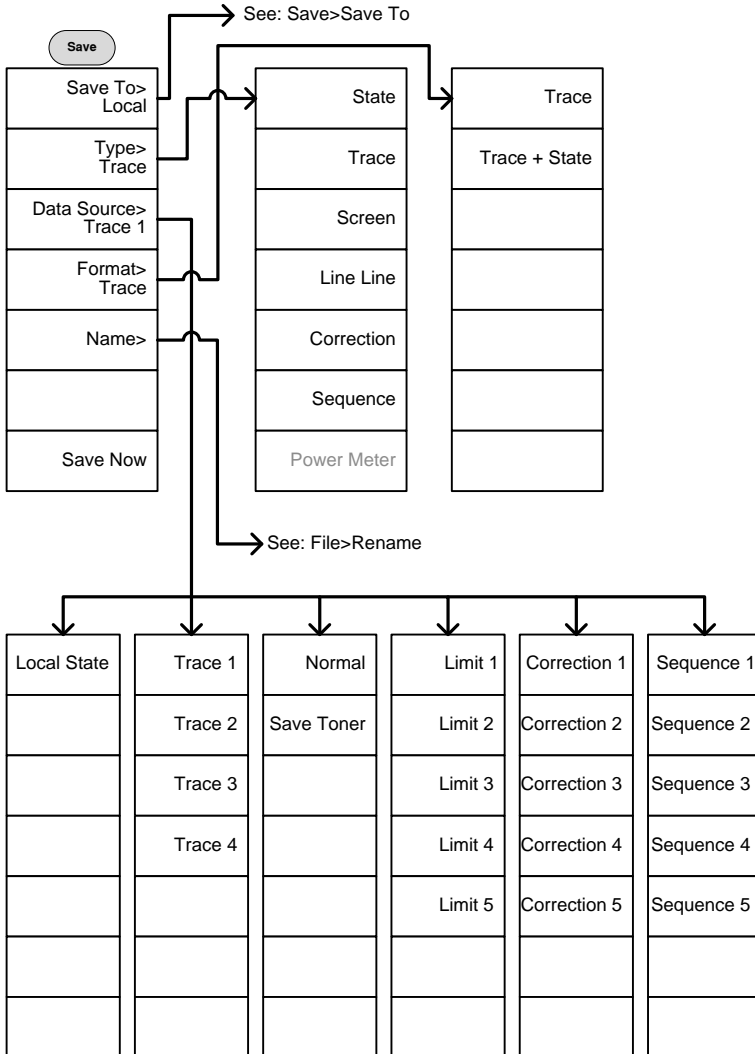 See: Save>Save To
Save
Save To>
Local
Type>
Trace
Data Source>
Trace 1
Format>
Trace
Name>
Save Now
State
Trace
Screen
Line Line
Correction
Sequence
Power Meter
Trace
Trace + State
See: File>Rename
Local State
Trace 1
Trace 2
Trace 3
Trace 4
Normal
Save Toner
Limit 1
Limit 2
Limit 3
Limit 4
Limit 5
Correction 1
Correction 2
Correction 3
Correction 4
Correction 5
Sequence 1
Sequence 2
Sequence 3
Sequence 4
Sequence 5